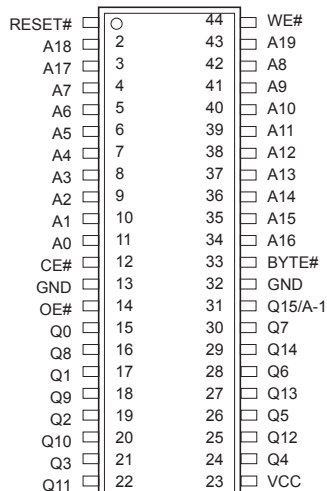 RESET# 44 WE#
A18 2 43 A19
A17 3 42 A8
A7 4 41 A9
A6 5 40 A10
A5 6 39 A11
A4 7 38 A12
A3 8 37 A13
A2 9 36 A14
A1 10 35 A15
A0 11 34 A16
CE# 12 33 BYTE#
GND 13 32 GND
OE# 14 31 Q15/A-1
Q0 15 30 Q7
Q8 16 29 Q14
Q1 17 28 Q6
Q9 18 27 Q13
Q2 19 26 Q5
Q10 20 25 Q12
Q3 21 24 Q4
Q11 22 23 VCC